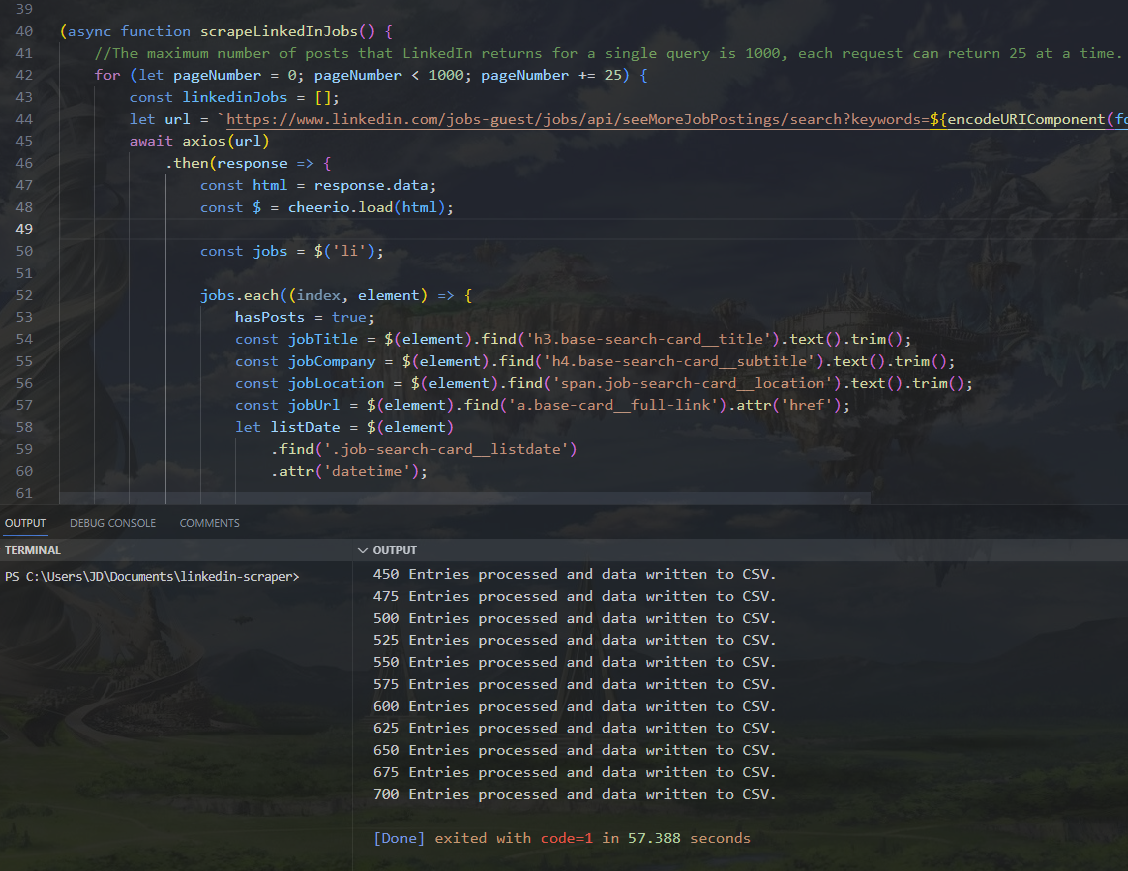 39
40 (async function scrapeLinkedInJobs() {
41 //The maximum number of posts that LinkedIn returns for a single query is 1000, each request can return 25 at a time.
42 for (let pageNumber = 0; pageNumber < 1000; pageNumber += 25) {
43 const linkedinJobs = [];
44 let url = `https://www.linkedin.com/jobs-guest/jobs/api/seeMoreJobPostings/search?keywords=${encodeURIComponent(fo
45 await axios(url)
46 .then(response => {
47 const html = response.data;
48 const $ = cheerio.load(html);
49
50 const jobs = $('li');
51
52 jobs.each((index, element) => {
53 hasPosts = true;
54 const jobTitle = $(element).find('h3.base-search-card__title').text().trim();
55 const jobCompany = $(element).find('h4.base-search-card__subtitle').text().trim();
56 const jobLocation = $(element).find('span.job-search-card__location').text().trim();
57 const jobUrl = $(element).find('a.base-card__full-link').attr('href');
58 let listDate = $(element)
59 .find('.job-search-card__listdate')
60 .attr('datetime');
61
OUTPUT DEBUG CONSOLE COMMENTS
TERMINAL
PS C:\Users\JD\Documents\linkedin-scraper>
OUTPUT
450 Entries processed and data written to CSV.
475 Entries processed and data written to CSV.
500 Entries processed and data written to CSV.
525 Entries processed and data written to CSV.
550 Entries processed and data written to CSV.
575 Entries processed and data written to CSV.
600 Entries processed and data written to CSV.
625 Entries processed and data written to CSV.
650 Entries processed and data written to CSV.
675 Entries processed and data written to CSV.
700 Entries processed and data written to CSV.
[Done] exited with code=1 in 57.388 seconds